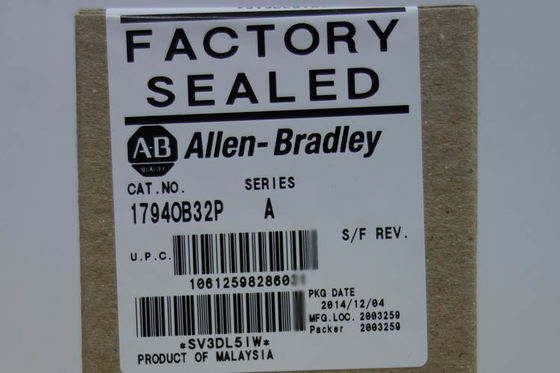 FACTORY
SEALED
A-B
QUALITY
Allen-Bradley
CAT.NO. SERIES
1794OB32P A
S/F REV.
U.P.C.
PKG DATE
2014/12/04
MFG.LOC. 2003259
Packer 2003259
*SV3DL5IW*
PRODUCT OF MALAYSIA